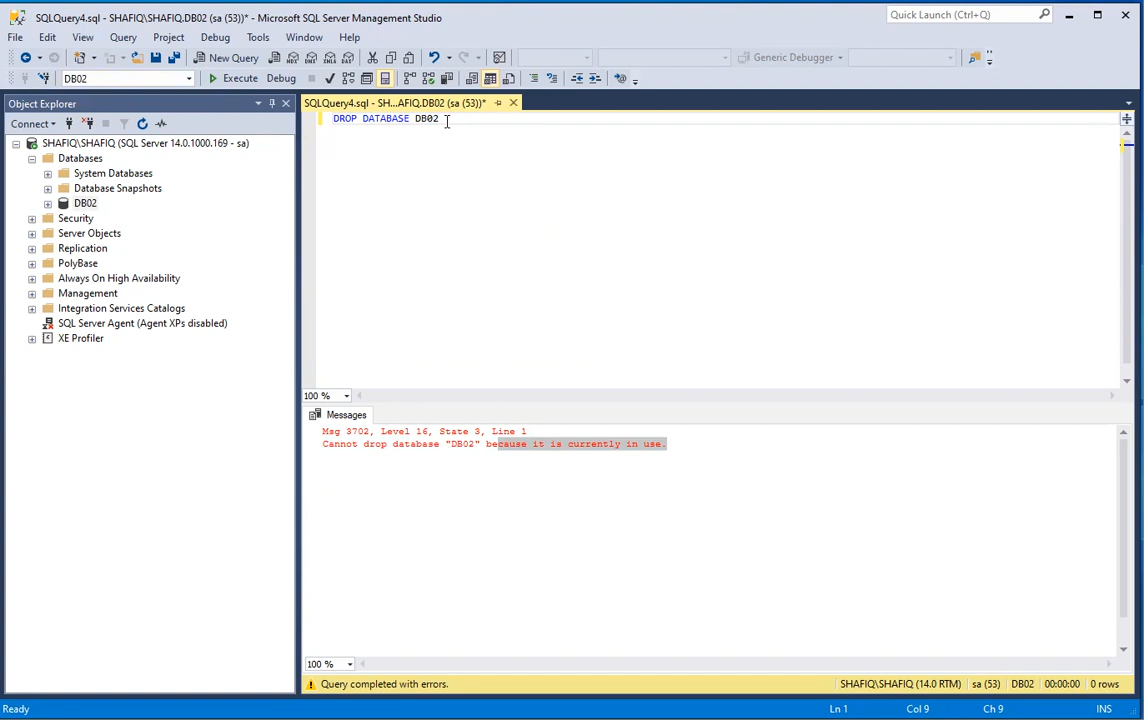 SQLQuery4.sql - SHAFIQ\SHAFIQ.DB02 (sa (53))* - Microsoft SQL Server Management Studio
Quick Launch (Ctrl+Q)
File Edit View Query Project Debug Tools Window Help
New Query
Generic Debugger
DB02
Execute Debug
Object Explorer
SQLQuery4.sql - SH...AFIQ.DB02 (sa (53))*
Connect
DROP DATABASE DB02
SHAFIQ\SHAFIQ (SQL Server 14.0.1000.169 - sa)
Databases
System Databases
Database Snapshots
DB02
Security
Server Objects
Replication
PolyBase
Always On High Availability
Management
Integration Services Catalogs
SQL Server Agent (Agent XPs disabled)
XE Profiler
100 %
Messages
Msg 3702, Level 16, State 3, Line 1
Cannot drop database "DB02" because it is currently in use.
100 %
Query completed with errors.
SHAFIQ\SHAFIQ (14.0 RTM) sa (53) DB02 00:00:00 0 rows
Ready
Ln 1 Col 9 Ch 9 INS